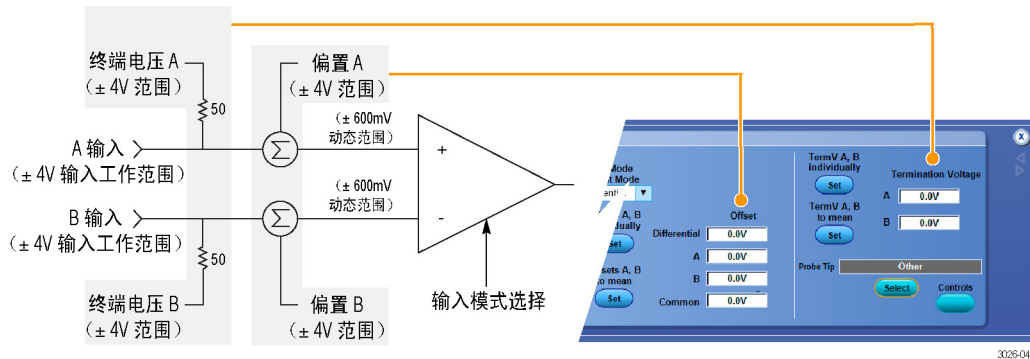 终端电压 A
（± 4V 范围）
50
A 输入
（± 4V 输入工作范围）
B 输入
（± 4V 输入工作范围）
50
终端电压 B
（± 4V 范围）
偏置 A
（± 4V 范围）
Σ
（± 600mV
动态范围）
Σ
（± 600mV
动态范围）
偏置 B
（± 4V 范围）
+
-
输入模式选择
Mode
t Mode
enti..
A, B
dually
Set
sets A, B
to mean
Set
Offset
Differential 0.0V
A 0.0V
B 0.0V
Common 0.0V
TermV A, B
individually
Set
TermV A, B
to mean
Set
Termination Voltage
A 0.0V
B 0.0V
Probe Tip Other
Select
Controls
X
3026-04